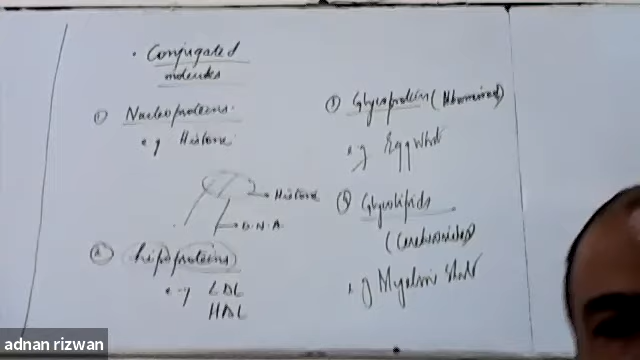 • Conjugated
molecules
① Nucleoproteins.
e.g Histone
Histone
D.N.A
② Lipoproteins
e.g LDL
HDL
③ Glycoprotein (
e.g Egg White
④ Glycolipids
(Cerebrosides)
e.g Myelin
adnan rizwan